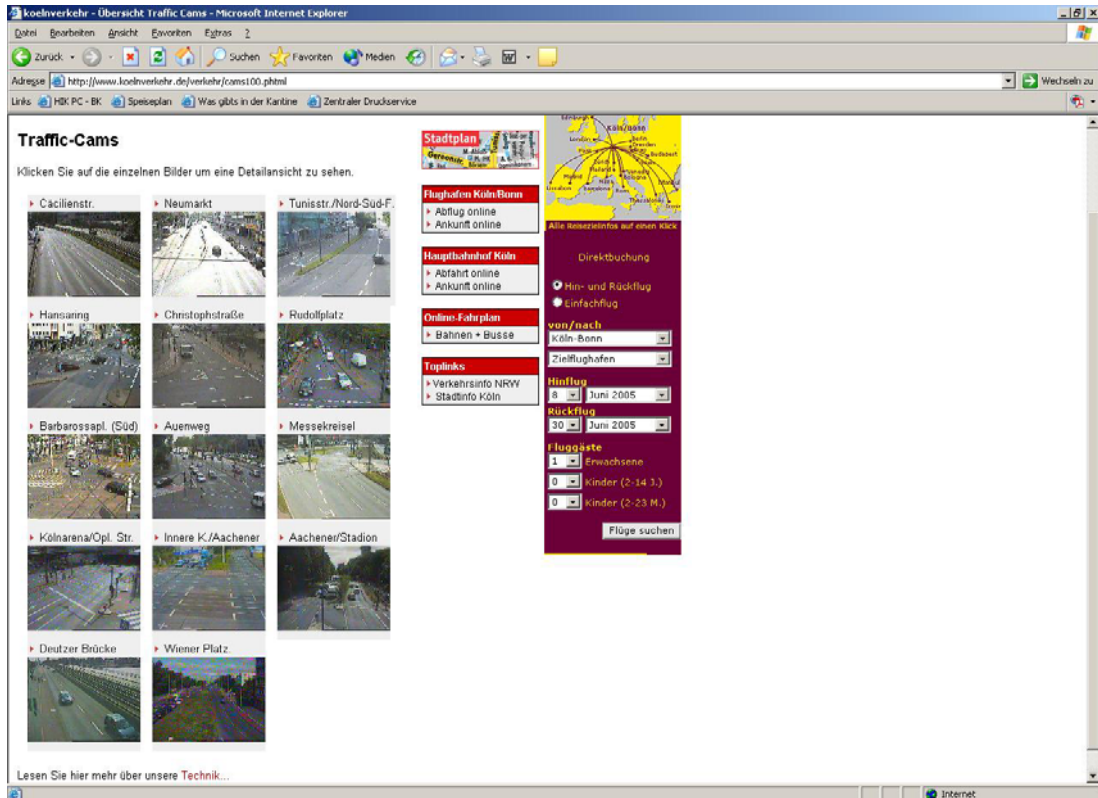 koelnverkehr - Übersicht Traffic Cams - Microsoft Internet Explorer
Datei Bearbeiten Ansicht Favoriten Extras ?
Zurück Suchen Favoriten Medien
Adresse http://www.koelnverkehr.de/verkehr/cams100.phtml Wechseln zu
Links HIK PC - BK Speiseplan Was gibts in der Kantine Zentraler Druckservice
Traffic-Cams
Klicken Sie auf die einzelnen Bilder um eine Detailansicht zu sehen.
Cäcilienstr. Neumarkt Tunisstr./Nord-Süd-F.
Hansaring Christophstraße Rudolfplatz
Barbarossapl. (Süd) Auenweg Messekreisel
Kölnarena/Opl. Str. Innere K./Aachener Aachener/Stadion
Deutzer Brücke Wiener Platz.
Lesen Sie hier mehr über unsere Technik...
Stadtplan
Flughafen Köln/Bonn
Abflug online
Ankunft online
Hauptbahnhof Köln
Abfahrt online
Ankunft online
Online-Fahrplan
Bahnen + Busse
Toplinks
Verkehrsinfo NRW
Stadtinfo Köln
Köln/Bonn
London
Berlin
Dresden
Madrid
Alle Reisezielinfos auf einen Klick
Direktbuchung
Hin- und Rückflug
Einfachflug
von/nach
Köln-Bonn
Zielflughafen
Hinflug
8 Juni 2005
Rückflug
30 Juni 2005
Fluggäste
1 Erwachsene
0 Kinder (2-14 J.)
0 Kinder (2-23 M.)
Flüge suchen
Internet